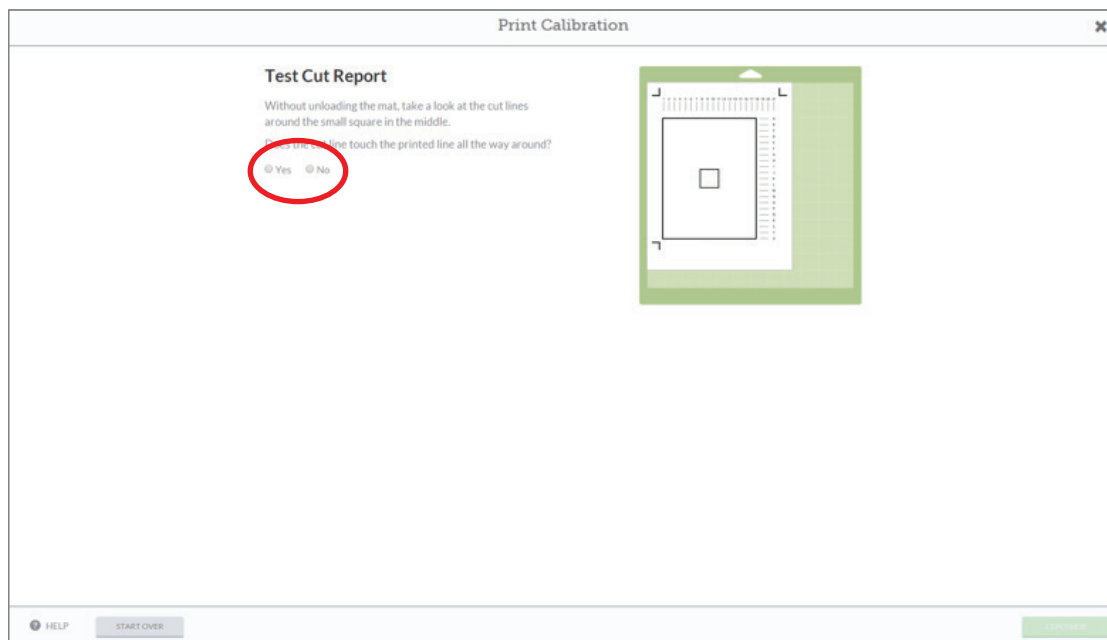 Print Calibration
Test Cut Report
Without unloading the mat, take a look at the cut lines
around the small square in the middle.
Does the cut line touch the printed line all the way around?
Yes No
HELP START OVER CONTINUE